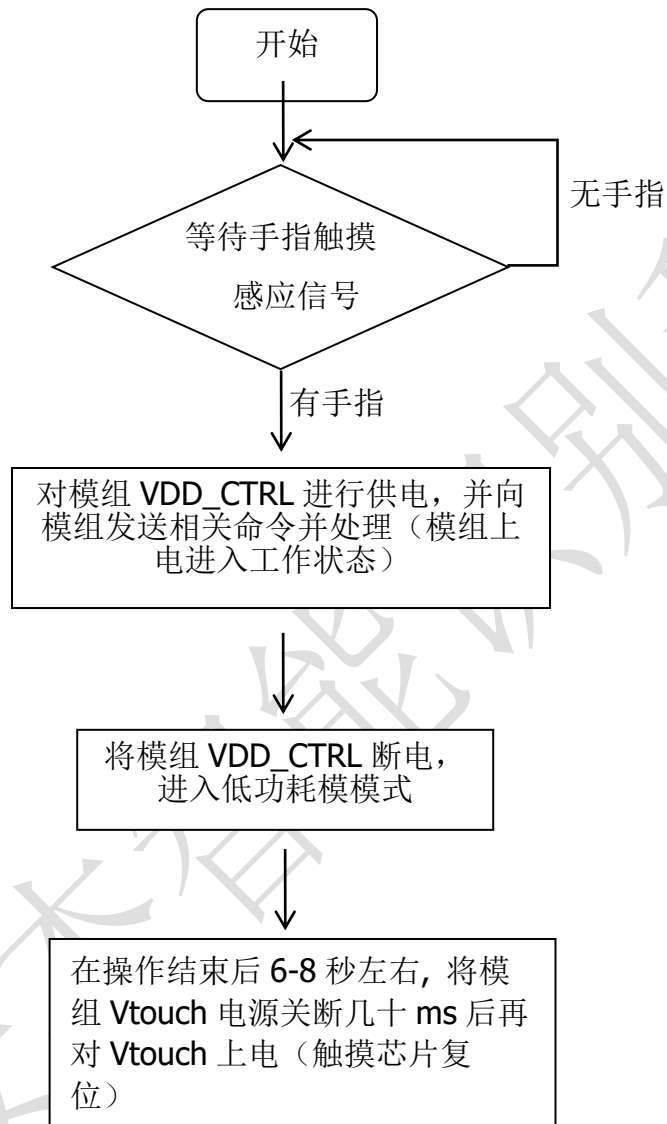 开始
无手指
等待手指触摸
感应信号
有手指
对模组 VDD_CTRL 进行供电，并向
模组发送相关命令并处理（模组上
电进入工作状态）
将模组 VDD_CTRL 断电，
进入低功耗模模式
在操作结束后 6-8 秒左右, 将模
组 Vtouch 电源关断几十 ms 后再
对 Vtouch 上电（触摸芯片复
位）